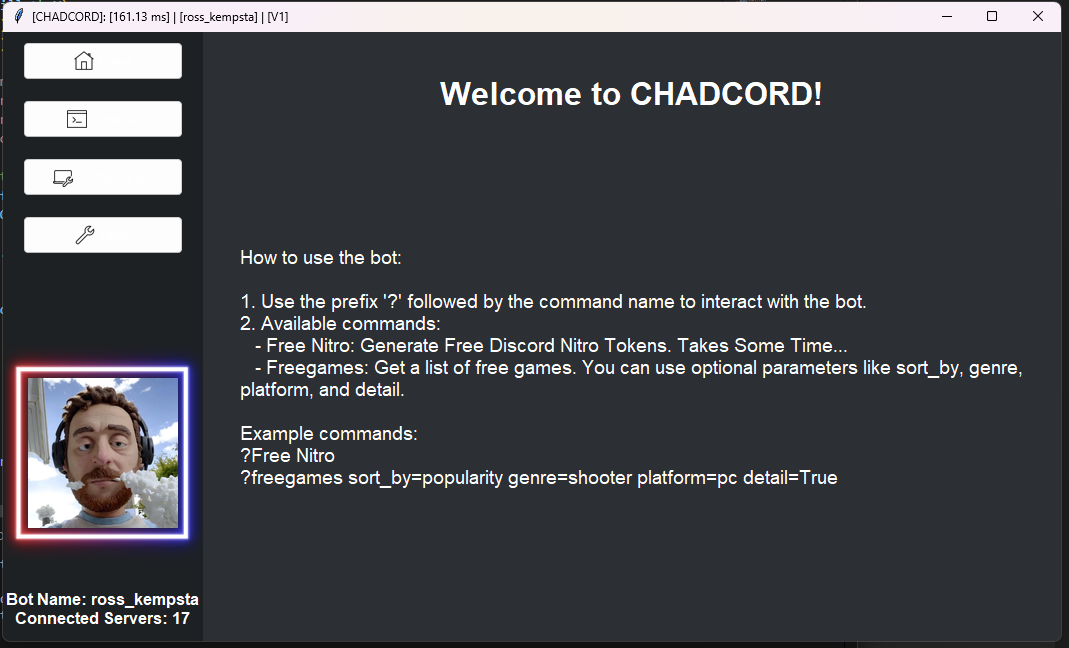 [CHADCORD]: [161.13 ms] | [ross_kempsta] | [V1]
Welcome to CHADCORD!
How to use the bot:
1. Use the prefix '?' followed by the command name to interact with the bot.
2. Available commands:
- Free Nitro: Generate Free Discord Nitro Tokens. Takes Some Time...
- Freegames: Get a list of free games. You can use optional parameters like sort_by, genre,
platform, and detail.
Example commands:
?Free Nitro
?freegames sort_by=popularity genre=shooter platform=pc detail=True
Bot Name: ross_kempsta
Connected Servers: 17